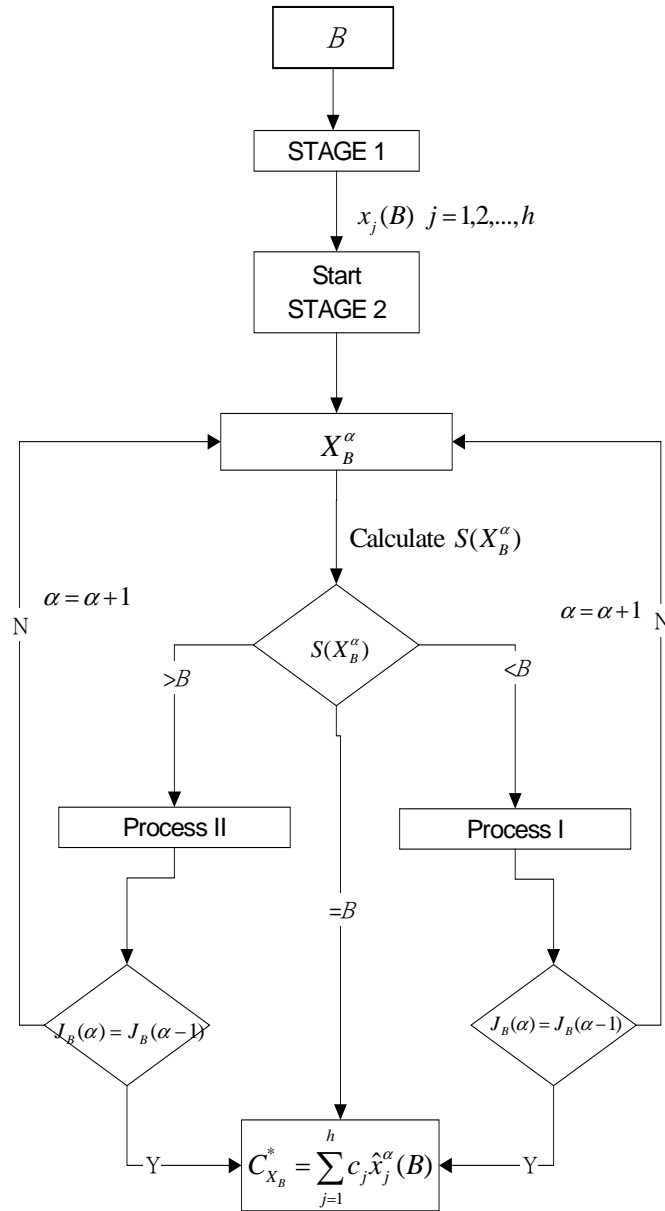 B
STAGE 1
x_j(B) j = 1,2,...,h
Start
STAGE 2
X_B^α
Calculate S(X_B^α)
α = α+1
N
α = α+1
N
S(X_B^α)
>B
<B
Process II
Process I
=B
J_B(α) = J_B(α−1)
J_B(α) = J_B(α−1)
Y
C*_{X_B} = ∑_{j=1}^{h} c_j x̂_j^α(B)
Y